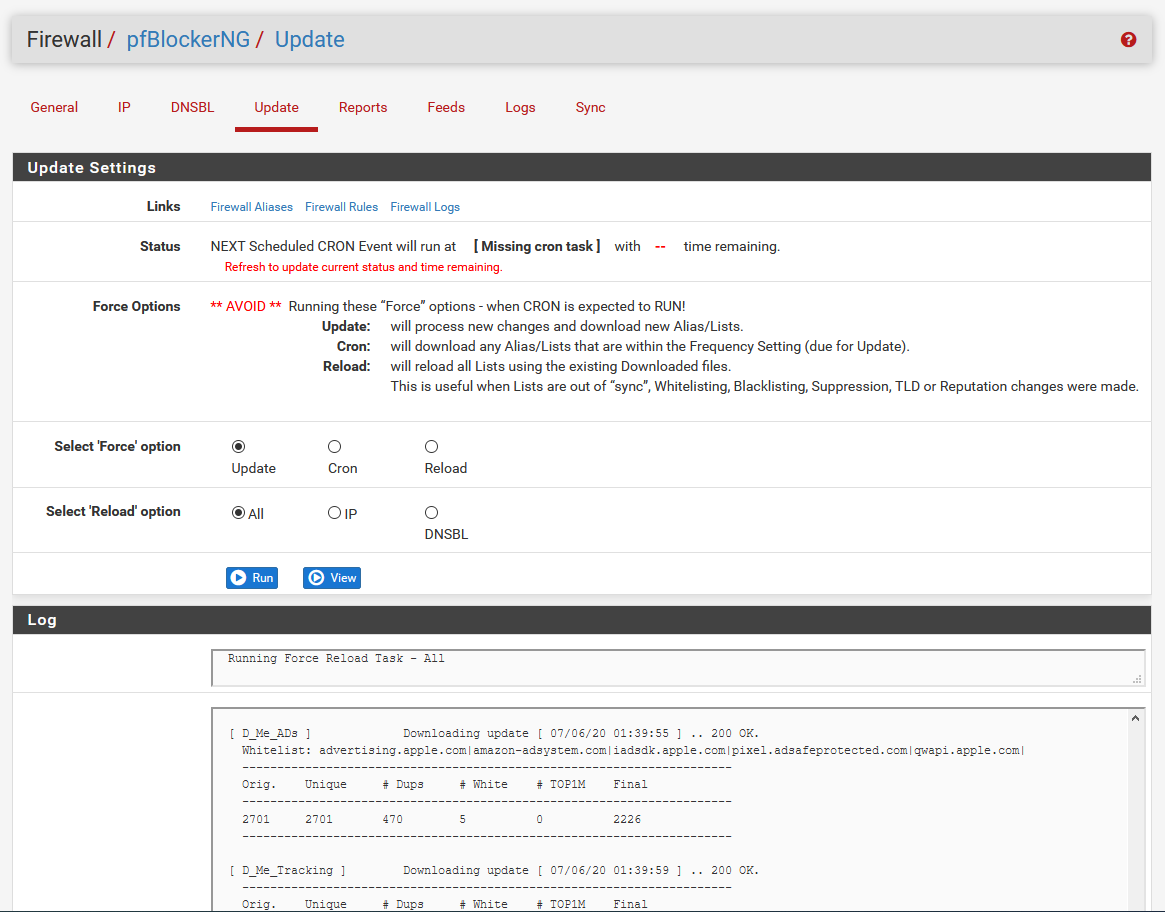 Firewall / pfBlockerNG / Update
General IP DNSBL Update Reports Feeds Logs Sync
Update Settings
Links Firewall Aliases Firewall Rules Firewall Logs
Status NEXT Scheduled CRON Event will run at [ Missing cron task ] with -- time remaining.
Refresh to update current status and time remaining.
Force Options ** AVOID ** Running these “Force” options - when CRON is expected to RUN!
Update: will process new changes and download new Alias/Lists.
Cron: will download any Alias/Lists that are within the Frequency Setting (due for Update).
Reload: will reload all Lists using the existing Downloaded files.
This is useful when Lists are out of “sync”, Whitelisting, Blacklisting, Suppression, TLD or Reputation changes were made.
Select 'Force' option
Update Cron Reload
Select 'Reload' option All IP
DNSBL
Run View
Log
Running Force Reload Task - All
[ D_Me_ADs ] Downloading update [ 07/06/20 01:39:55 ] .. 200 OK.
Whitelist: advertising.apple.com|amazon-adsystem.com|iadsdk.apple.com|pixel.adsafeprotected.com|qwapi.apple.com|
----------------------------------------------------------------------
Orig. Unique # Dups # White # TOP1M Final
----------------------------------------------------------------------
2701 2701 470 5 0 2226
----------------------------------------------------------------------
[ D_Me_Tracking ] Downloading update [ 07/06/20 01:39:59 ] .. 200 OK.
----------------------------------------------------------------------
Orig. Unique # Dups # White # TOP1M Final